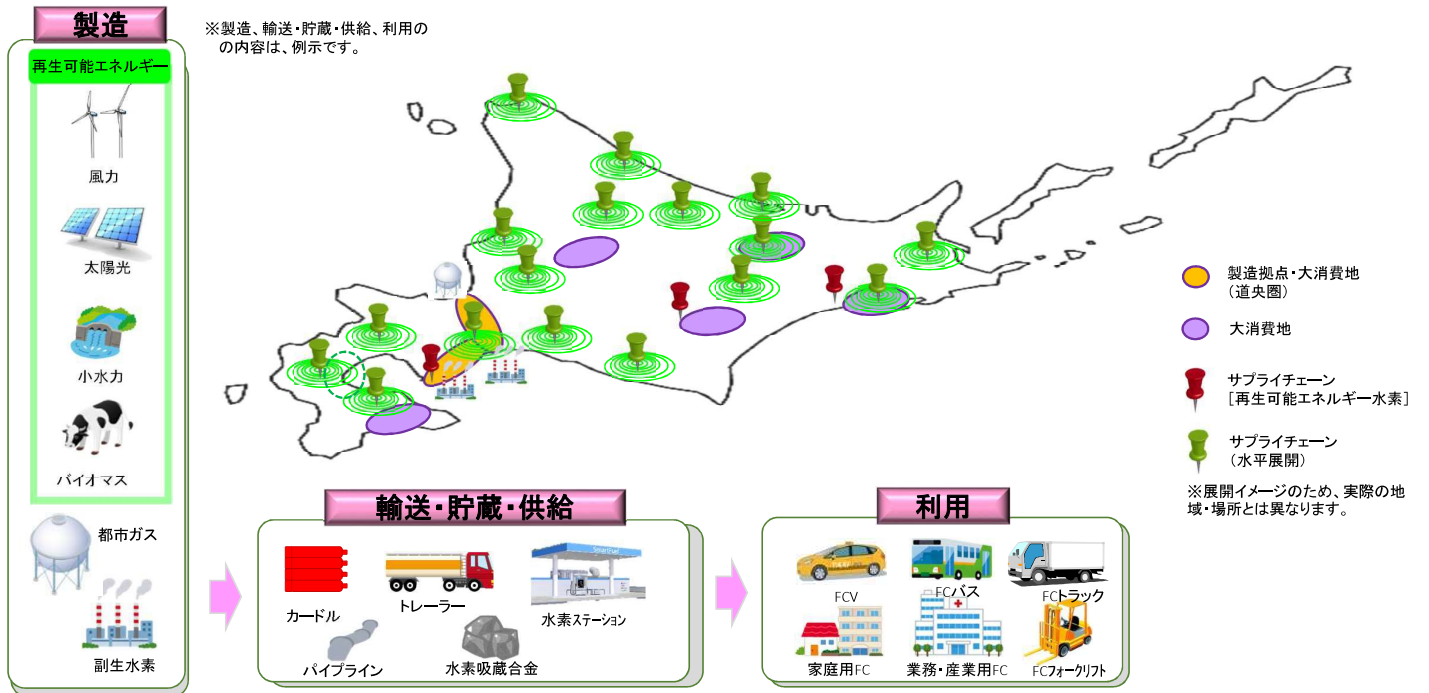 製造
※製造、輸送・貯蔵・供給、利用の
の内容は、例示です。
再生可能エネルギー
風力
太陽光
小水力
バイオマス
都市ガス
副生水素
製造拠点・大消費地
(道央圏)
大消費地
サプライチェーン
[再生可能エネルギー水素]
サプライチェーン
(水平展開)
※展開イメージのため、実際の地
域・場所とは異なります。
輸送・貯蔵・供給
カードル
トレーラー
水素ステーション
パイプライン
水素吸蔵合金
利用
FCV
FCバス
FCトラック
家庭用FC
業務・産業用FC
FCフォークリフト